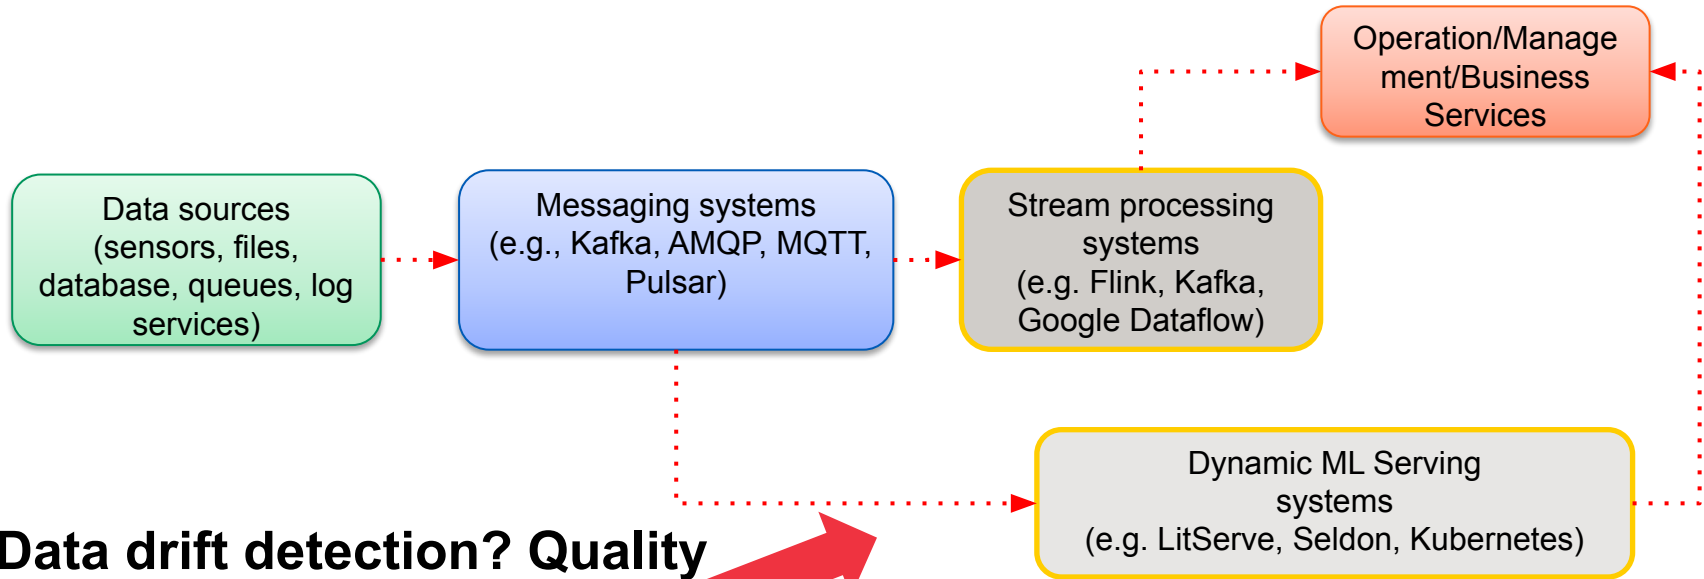 Operation/Manage
ment/Business
Services
Data sources
(sensors, files,
database, queues, log
services)
Messaging systems
(e.g., Kafka, AMQP, MQTT,
Pulsar)
Stream processing
systems
(e.g. Flink, Kafka,
Google Dataflow)
Dynamic ML Serving
systems
(e.g. LitServe, Seldon, Kubernetes)
Data drift detection? Quality